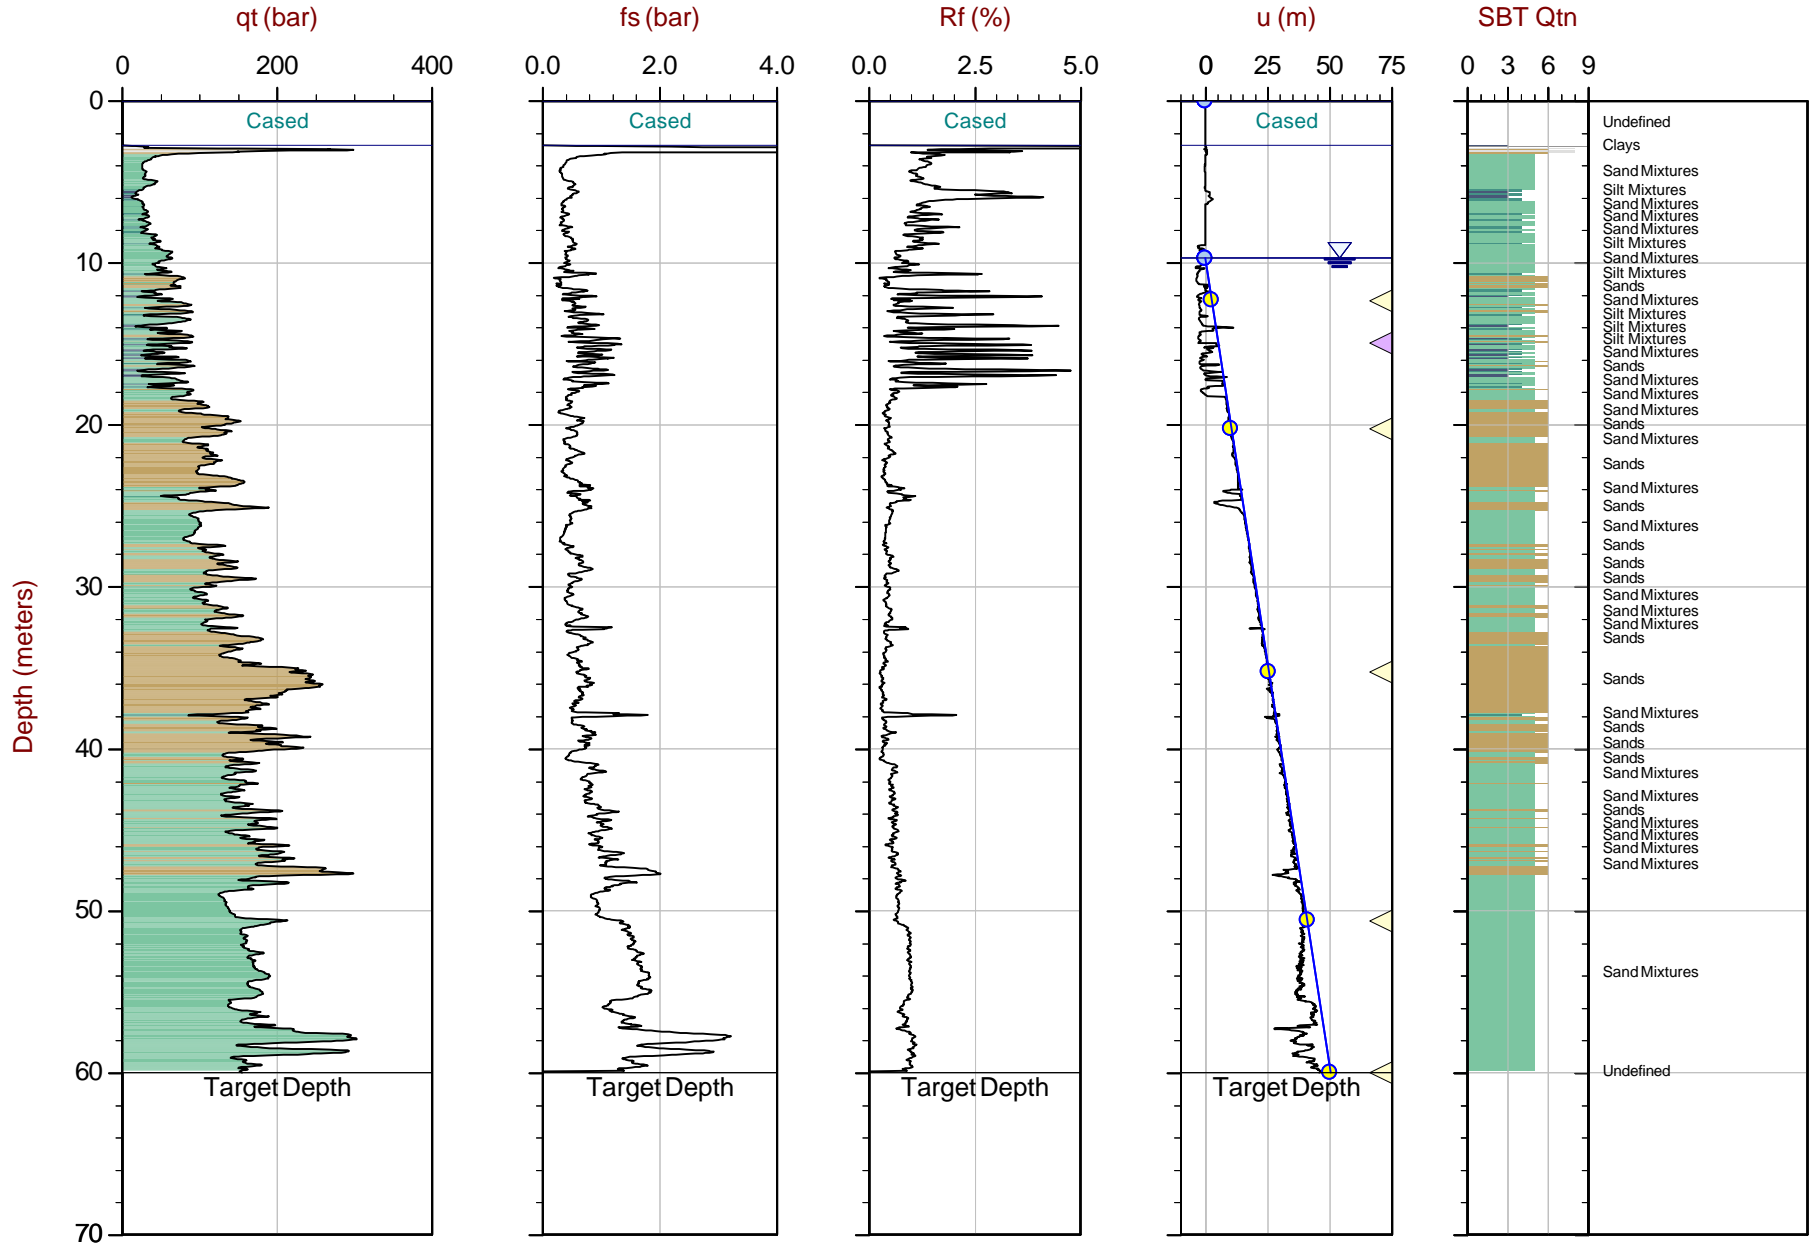 qt (bar) fs (bar) Rf (%) u (m) SBT Qtn
0 200 400 0.0 2.0 4.0 0.0 2.5 5.0 0 25 50 75 0 3 6 9
0
10
20
30
40
50
60
70
Depth (meters)
Cased Cased Cased Cased
Undefined
Clays
Sand Mixtures
Silt Mixtures
Sand Mixtures
Sand Mixtures
Sand Mixtures
Silt Mixtures
Sand Mixtures
Silt Mixtures
Sands
Sand Mixtures
Silt Mixtures
Silt Mixtures
Silt Mixtures
Sand Mixtures
Sands
Sand Mixtures
Sand Mixtures
Sand Mixtures
Sands
Sand Mixtures
Sands
Sand Mixtures
Sands
Sand Mixtures
Sands
Sands
Sands
Sand Mixtures
Sand Mixtures
Sand Mixtures
Sands
Sands
Sand Mixtures
Sands
Sands
Sands
Sand Mixtures
Sand Mixtures
Sands
Sand Mixtures
Sand Mixtures
Sand Mixtures
Sand Mixtures
Sand Mixtures
Undefined
Target Depth Target Depth Target Depth Target Depth